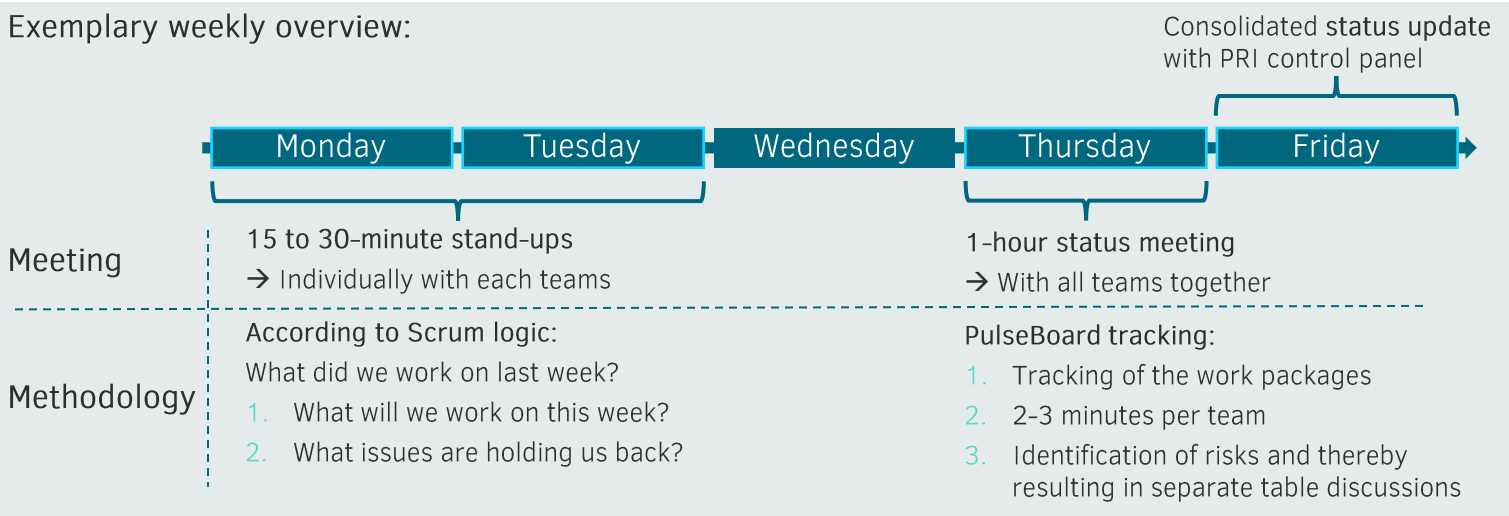 Exemplary weekly overview:
Consolidated status update
with PRI control panel
Monday
Tuesday
Wednesday
Thursday
Friday
Meeting
15 to 30-minute stand-ups
→ Individually with each teams
1-hour status meeting
→ With all teams together
Methodology
According to Scrum logic:
What did we work on last week?
1. What will we work on this week?
2. What issues are holding us back?
PulseBoard tracking:
1. Tracking of the work packages
2. 2-3 minutes per team
3. Identification of risks and thereby
resulting in separate table discussions